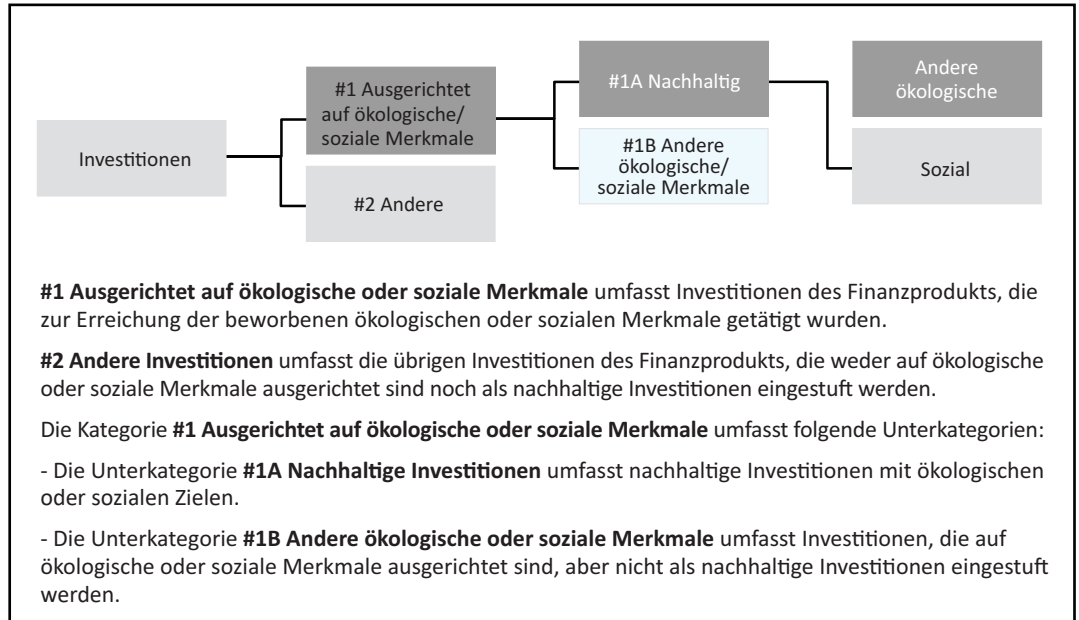 Investitionen
#1 Ausgerichtet
auf ökologische/
soziale Merkmale
#2 Andere
#1A Nachhaltig
#1B Andere
ökologische/
soziale Merkmale
Andere
ökologische
Sozial
#1 Ausgerichtet auf ökologische oder soziale Merkmale umfasst Investitionen des Finanzprodukts, die
zur Erreichung der beworbenen ökologischen oder sozialen Merkmale getätigt wurden.
#2 Andere Investitionen umfasst die übrigen Investitionen des Finanzprodukts, die weder auf ökologische
oder soziale Merkmale ausgerichtet sind noch als nachhaltige Investitionen eingestuft werden.
Die Kategorie #1 Ausgerichtet auf ökologische oder soziale Merkmale umfasst folgende Unterkategorien:
- Die Unterkategorie #1A Nachhaltige Investitionen umfasst nachhaltige Investitionen mit ökologischen
oder sozialen Zielen.
- Die Unterkategorie #1B Andere ökologische oder soziale Merkmale umfasst Investitionen, die auf
ökologische oder soziale Merkmale ausgerichtet sind, aber nicht als nachhaltige Investitionen eingestuft
werden.